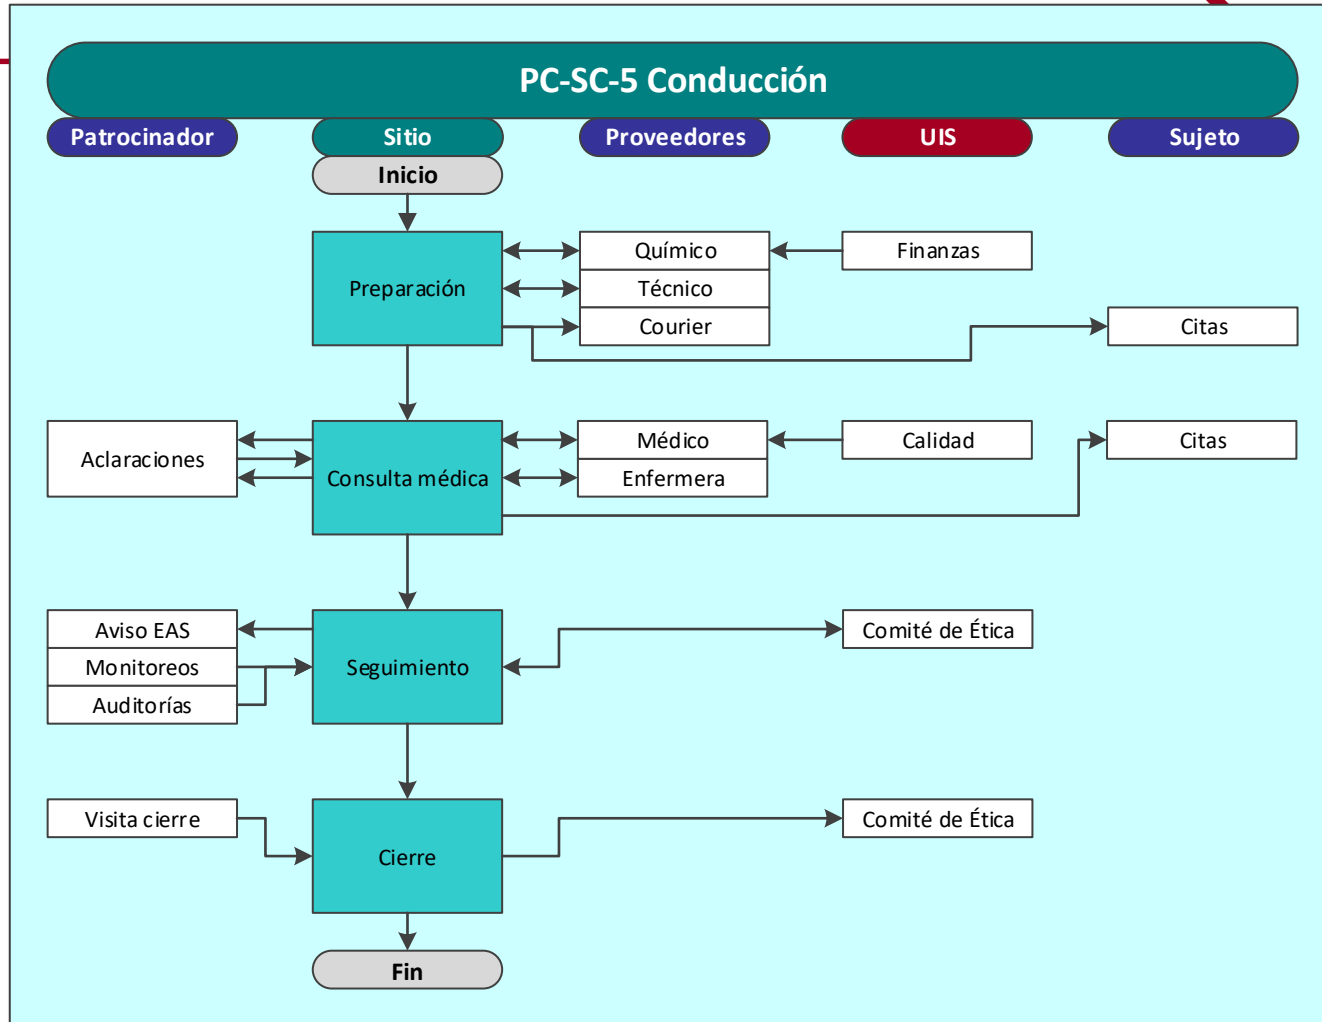 PC-SC-5 Conducción
Patrocinador
Sitio
Proveedores
UIS
Sujeto
Inicio
Preparación
Químico
Finanzas
Técnico
Courier
Citas
Aclaraciones
Consulta médica
Médico
Calidad
Citas
Enfermera
Aviso EAS
Monitoreos
Auditorías
Seguimiento
Comité de Ética
Visita cierre
Cierre
Comité de Ética
Fin